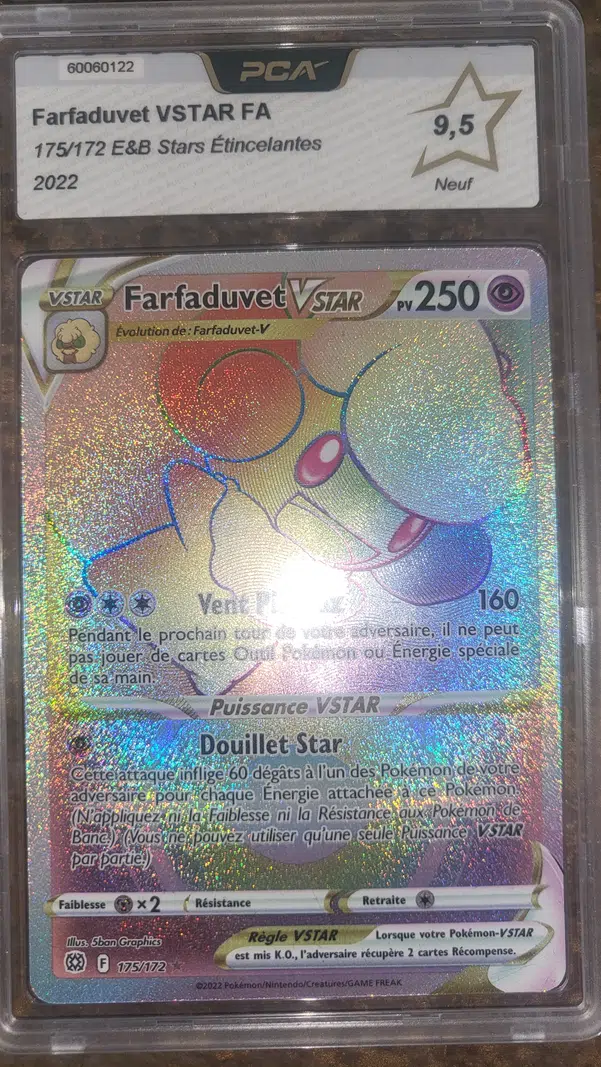 60060122
PCA
Farfaduvet VSTAR FA
175/172 E&B Stars Étincelantes
2022
9,5
Neuf
VSTAR
Farfaduvet VSTAR
PV 250
Évolution de : Farfaduvet-V
Vent
160
Pendant le prochain tour de votre adversaire, il ne peut
pas jouer de cartes Outil Pokémon ou Énergie spéciale
de sa main.
Puissance VSTAR
Douillet Star
Cette attaque inflige 60 dégâts à l'un des Pokémon de votre
adversaire pour chaque Énergie attachée à ce Pokémon.
(N'appliquez ni la Faiblesse ni la Résistance aux Pokémon de
Banc.) (Vous ne pouvez utiliser qu'une seule Puissance VSTAR
par partie.)
Faiblesse ×2 Résistance Retraite
Illus. 5ban Graphics
Règle VSTAR Lorsque votre Pokémon-VSTAR
est mis K.O., l'adversaire récupère 2 cartes Récompense.
F 175/172
©2022 Pokémon/Nintendo/Creatures/GAME FREAK